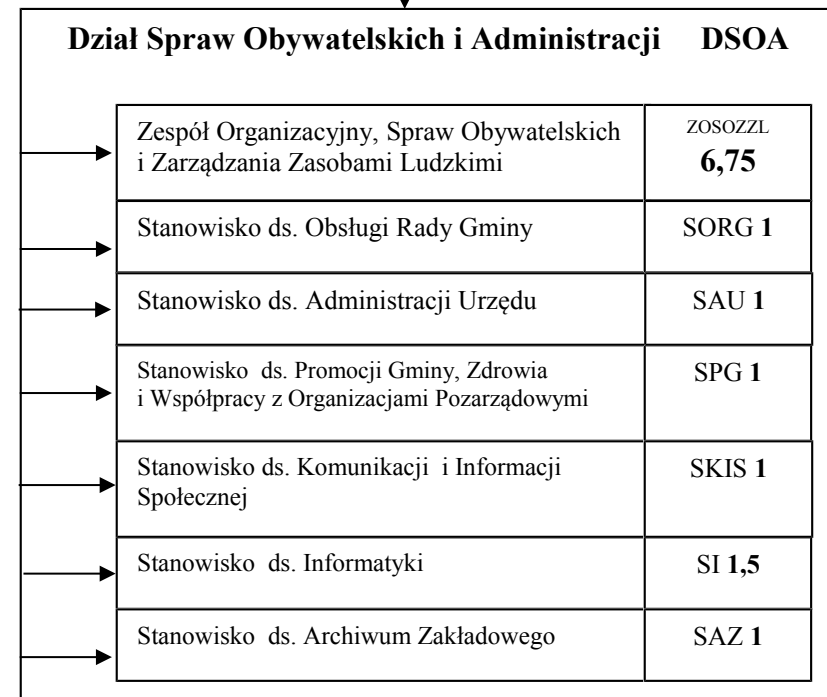 Dział Spraw Obywatelskich i Administracji DSOA
Zespół Organizacyjny, Spraw Obywatelskich
i Zarządzania Zasobami Ludzkimi
ZOSOZZL
6,75
Stanowisko ds. Obsługi Rady Gminy
SORG 1
Stanowisko ds. Administracji Urzędu
SAU 1
Stanowisko ds. Promocji Gminy, Zdrowia
i Współpracy z Organizacjami Pozarządowymi
SPG 1
Stanowisko ds. Komunikacji i Informacji
Społecznej
SKIS 1
Stanowisko ds. Informatyki
SI 1,5
Stanowisko ds. Archiwum Zakładowego
SAZ 1